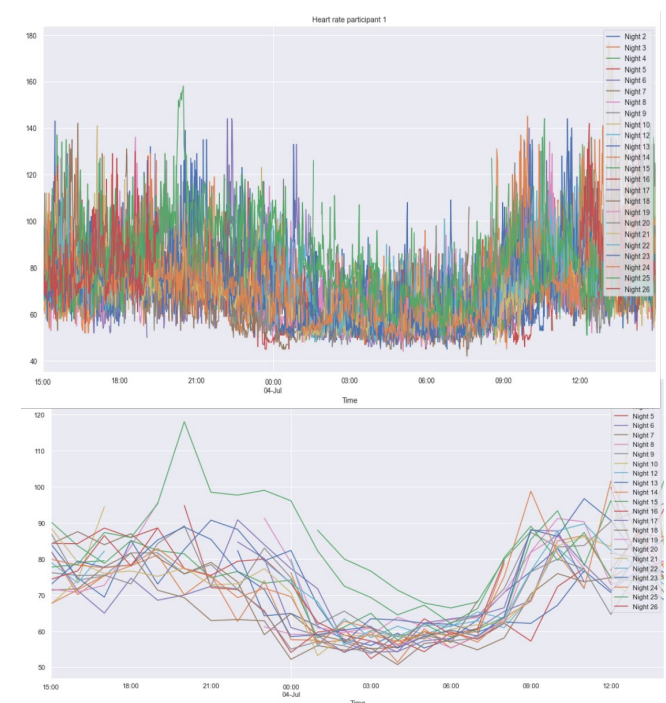 Heart rate participant 1
180
160
140
120
100
80
60
40
Night 2
Night 3
Night 4
Night 5
Night 6
Night 7
Night 8
Night 9
Night 10
Night 12
Night 13
Night 14
Night 15
Night 16
Night 17
Night 18
Night 19
Night 20
Night 21
Night 22
Night 23
Night 24
Night 25
Night 26
15:00 18:00 21:00 00:00 03:00 06:00 09:00 12:00
04-Jul
Time
120
110
100
90
80
70
60
50
Night 5
Night 6
Night 7
Night 8
Night 9
Night 10
Night 12
Night 13
Night 14
Night 15
Night 16
Night 17
Night 18
Night 19
Night 20
Night 21
Night 22
Night 23
Night 24
Night 25
Night 26
15:00 18:00 21:00 00:00 03:00 06:00 09:00 12:00
04-Jul
Time